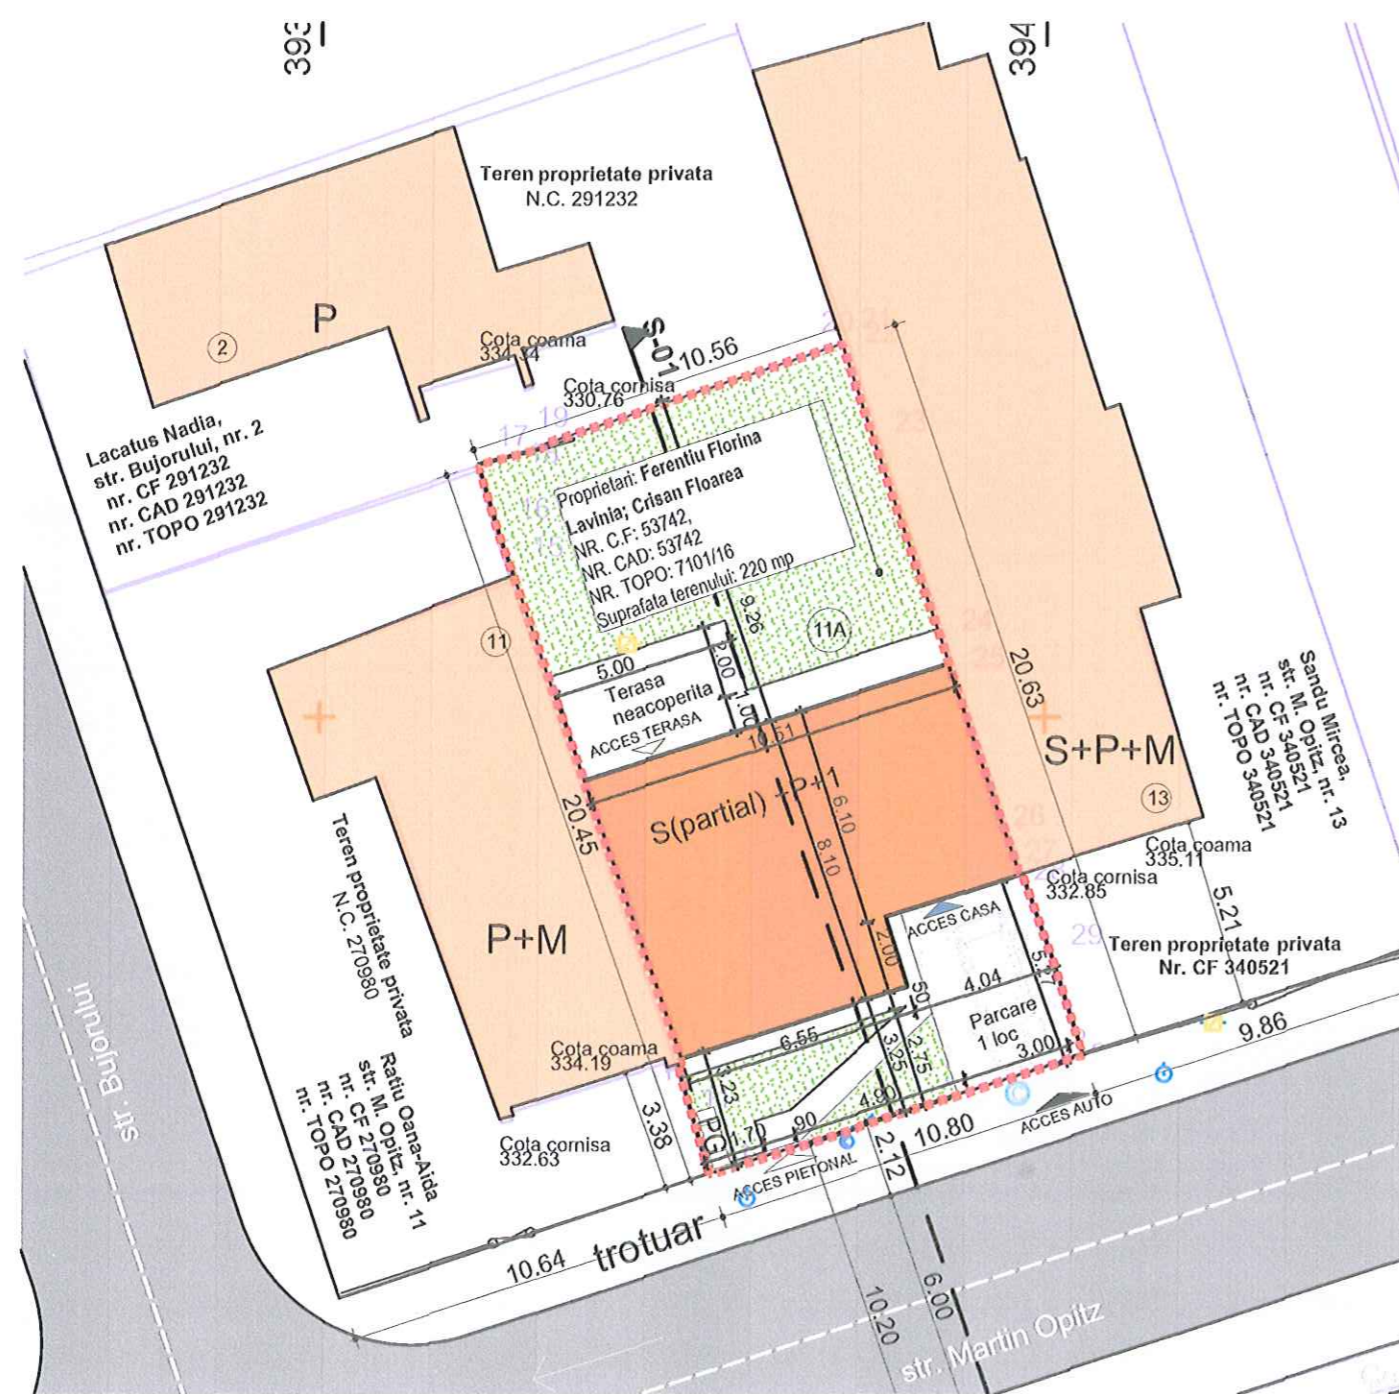 393
394
Teren proprietate privata
N.C. 291232
P
2
Cota coama
334.34
S-01
10.56
Cota cornisa
330.76
17
19
16
23
Lacatus Nadia,
str. Bujorului, nr. 2
nr. CF 291232
nr. CAD 291232
nr. TOPO 291232
Proprietari: Ferentiu Florina
Lavinia; Crisan Floarea
NR. C.F: 53742,
NR. CAD: 53742
NR. TOPO: 7101/16
Suprafata terenului: 220 mp
11
11A
9.26
24
5.00
2.00
1.00
Terasa
neacoperita
ACCES TERASA
10.51
20.63
Sandu Mircea,
str. M. Opitz, nr. 13
nr. CF 340521
nr. CAD 340521
nr. TOPO 340521
S+P+M
13
20.45
S(partial) +P+1
6.10
8.10
26
Teren proprietate privata
N.C. 270980
P+M
Cota coama
335.11
Cota cornisa
332.85
5.21
ACCES CASA
2.00
29
Teren proprietate privata
Nr. CF 340521
5.27
4.04
50
Parcare
1 loc
3.00
9.86
6.55
3.25
2.75
Cota coama
334.19
3.23
3.38
4.90
90
1.70
PG
Cota cornisa
332.63
Ratiu Oana-Aida
str. M. Opitz, nr. 11
nr. CF 270980
nr. CAD 270980
nr. TOPO 270980
str. Bujorului
ACCES PIETONAL
2.12
10.80
ACCES AUTO
10.64
trotuar
10.20
6.00
str. Martin Opitz